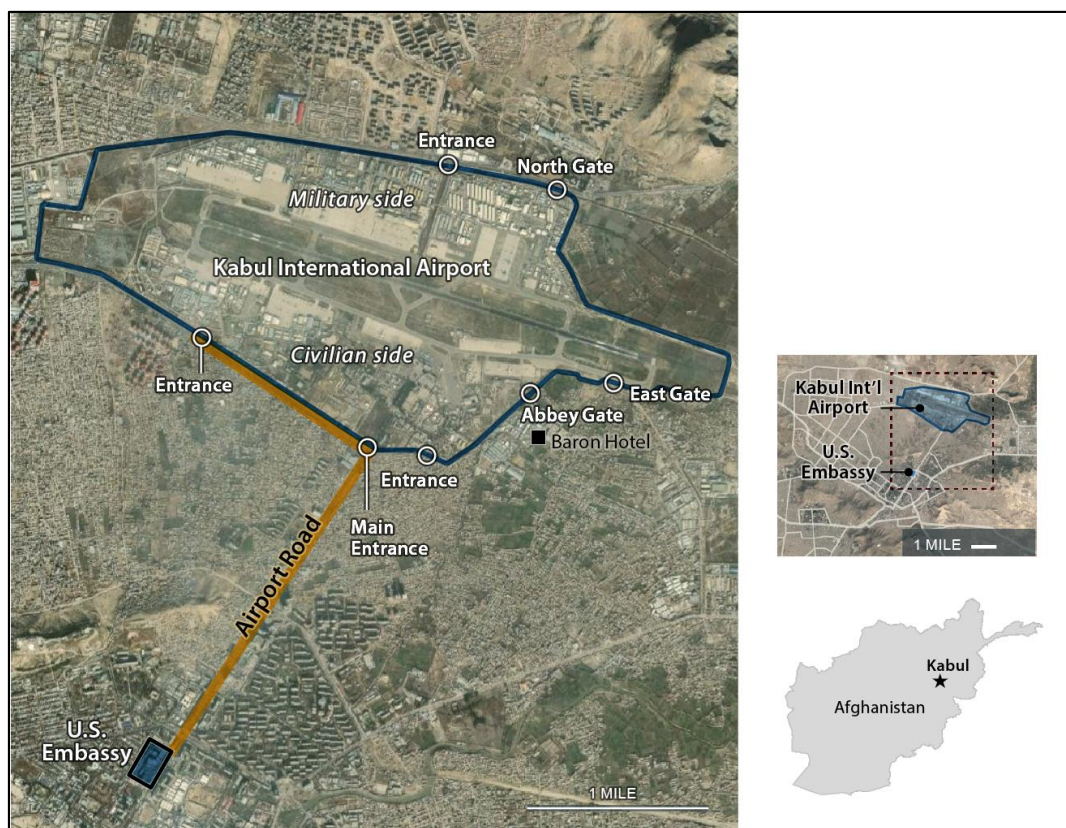 Entrance
North Gate
Military side
Kabul International Airport
Civilian side
Entrance
East Gate
Abbey Gate
Baron Hotel
Entrance
Main
Entrance
Airport Road
U.S.
Embassy
1 MILE
Kabul Int'l
Airport
U.S.
Embassy
1 MILE
Kabul
Afghanistan